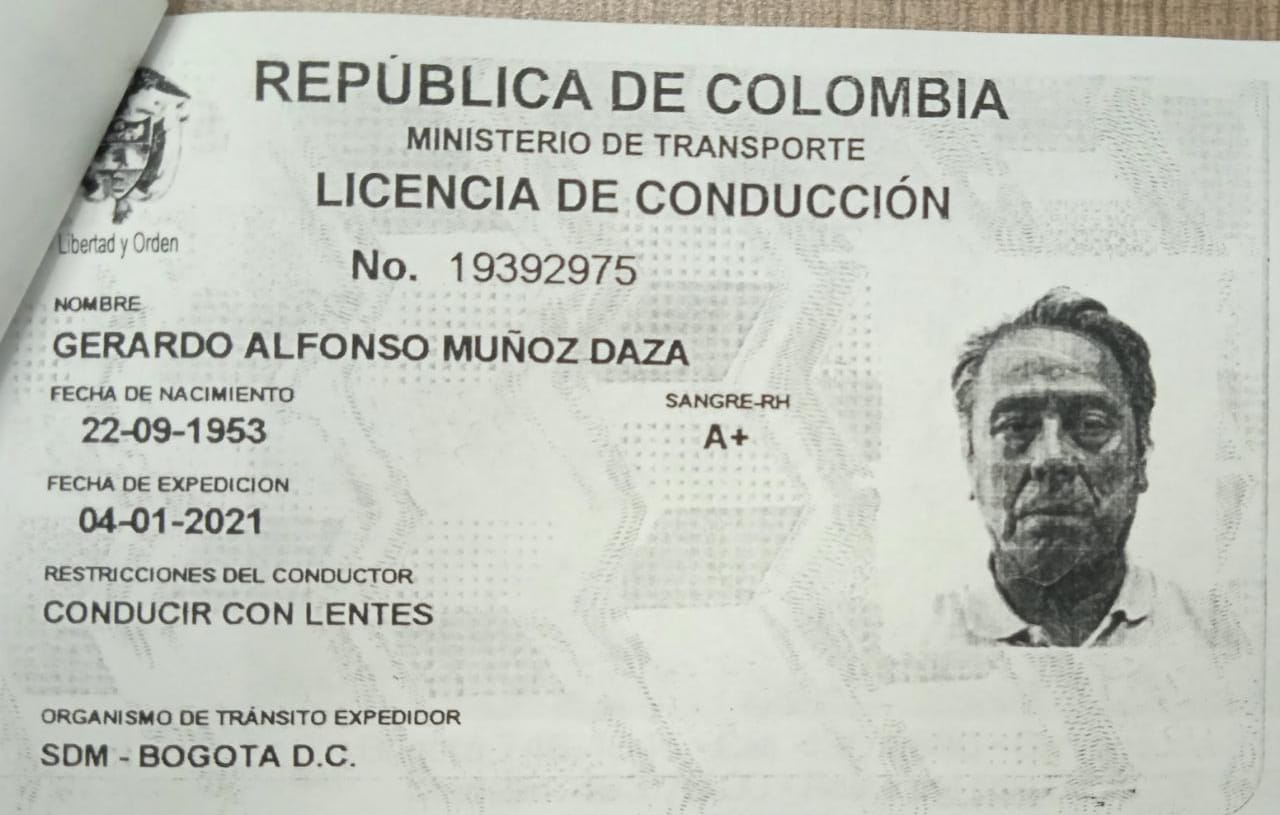 REPÚBLICA DE COLOMBIA
MINISTERIO DE TRANSPORTE
LICENCIA DE CONDUCCIÓN
Libertad y Orden
No. 19392975
NOMBRE
GERARDO ALFONSO MUÑOZ DAZA
FECHA DE NACIMIENTO
22-09-1953
SANGRE-RH
A+
FECHA DE EXPEDICION
04-01-2021
RESTRICCIONES DEL CONDUCTOR
CONDUCIR CON LENTES
ORGANISMO DE TRÁNSITO EXPEDIDOR
SDM - BOGOTA D.C.